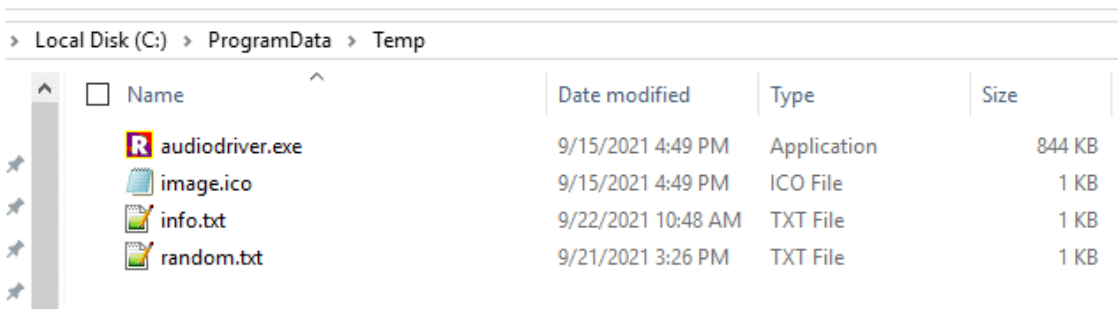 > Local Disk (C:) > ProgramData > Temp
Name Date modified Type Size
R audiodriver.exe 9/15/2021 4:49 PM Application 844 KB
image.ico 9/15/2021 4:49 PM ICO File 1 KB
info.txt 9/22/2021 10:48 AM TXT File 1 KB
random.txt 9/21/2021 3:26 PM TXT File 1 KB